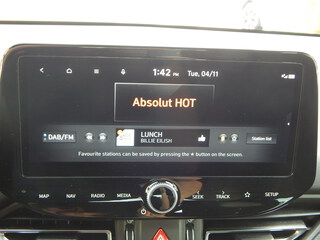 1:42 PM Tue, 04/11
Absolut HOT
DAB/FM
LUNCH
BILLIE EILISH
Station list
Favourite stations can be saved by pressing the ★ button on the screen.
MAP NAV RADIO MEDIA SEEK TRACK SETUP